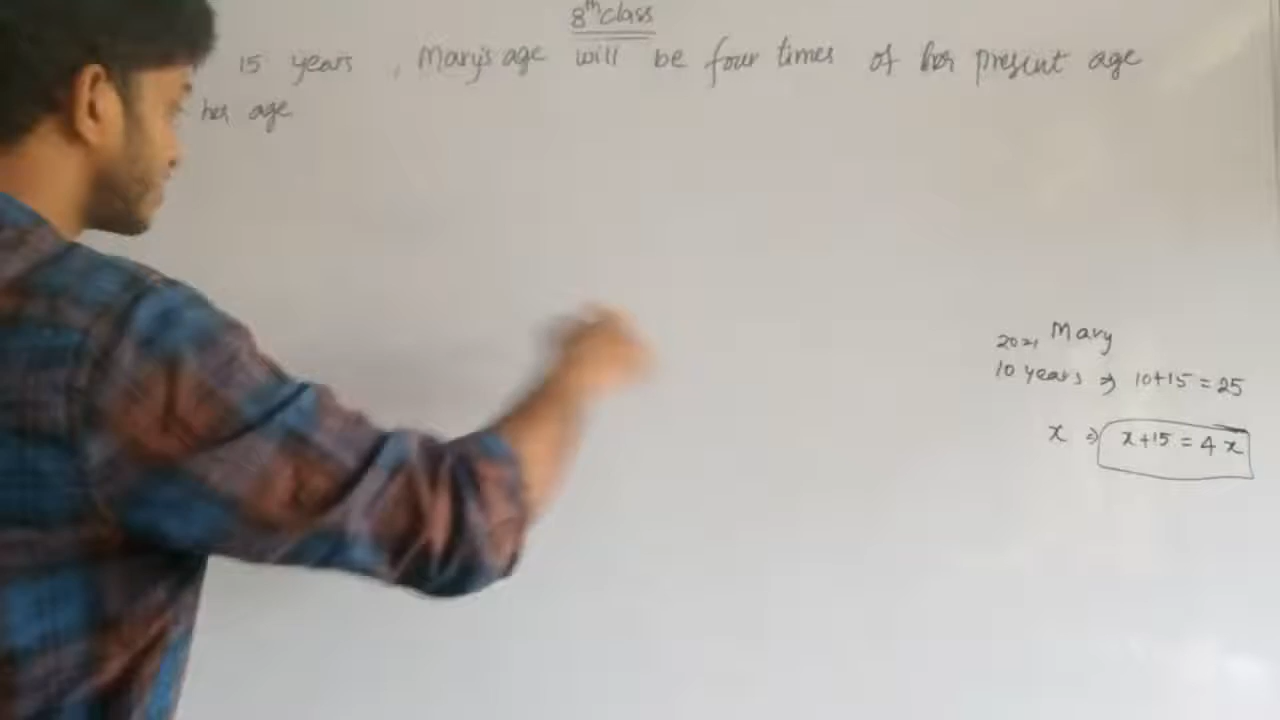 8th class
15 years , Mary's age will be four times of her present age
her age
Mary
10 years ⇒ 10+15 = 25
x ⇒ x+15 = 4x